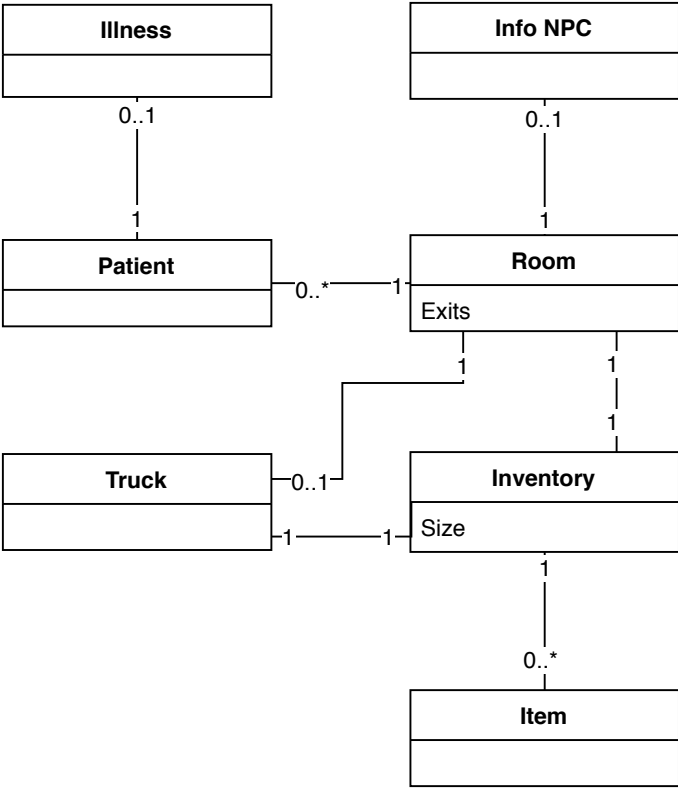 Illness
Info NPC
0..1
0..1
1
1
Patient
Room
0..*
1
Exits
1
1
1
Truck
0..1
Inventory
Size
1
1
1
0..*
Item